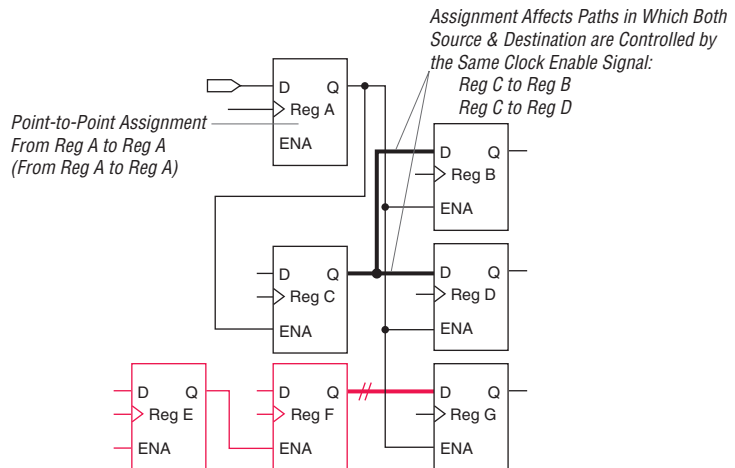 Assignment Affects Paths in Which Both
Source & Destination are Controlled by
the Same Clock Enable Signal:
Reg C to Reg B
Reg C to Reg D
Point-to-Point Assignment
From Reg A to Reg A
(From Reg A to Reg A)
D Q
Reg A
ENA
D Q
Reg B
ENA
D Q
Reg C
ENA
D Q
Reg D
ENA
D Q
Reg E
ENA
D Q
Reg F
ENA
D Q
Reg G
ENA